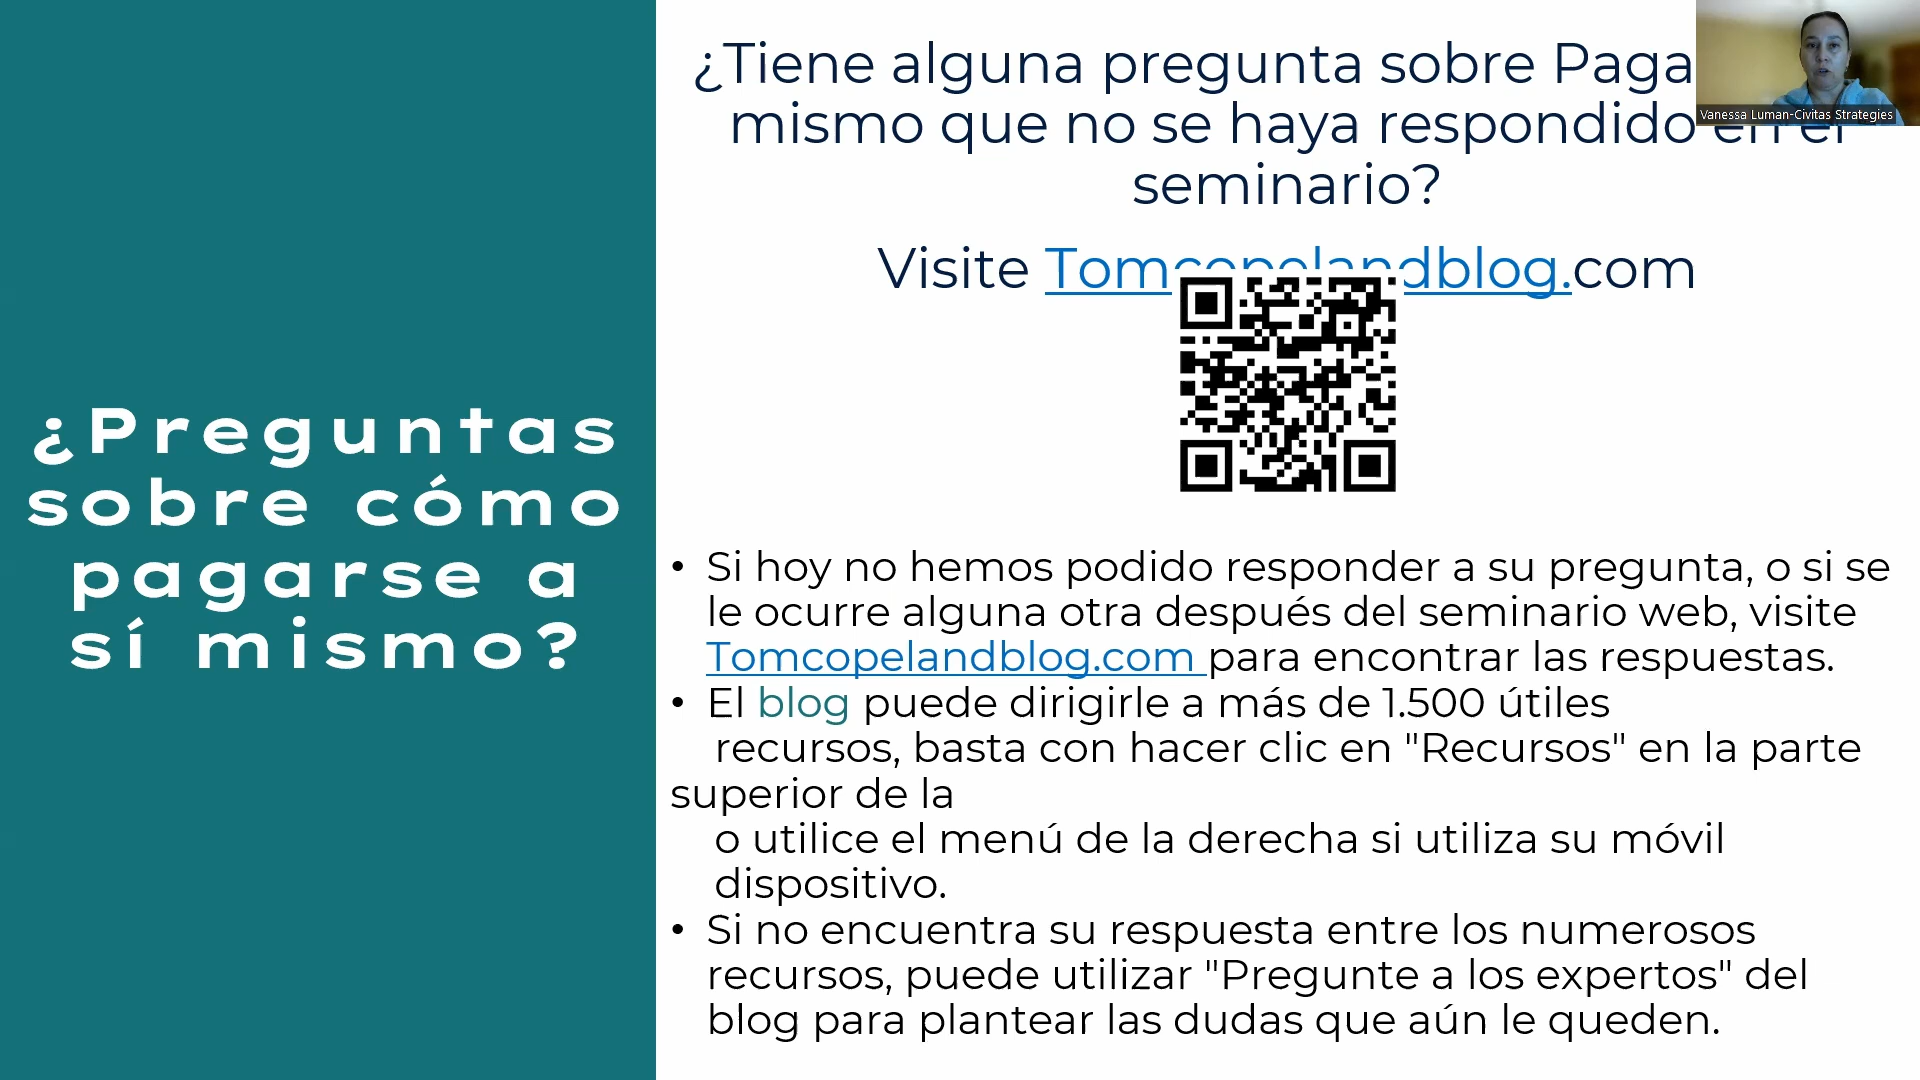 ¿Preguntas
sobre cómo
pagarse a
sí mismo?
¿Tiene alguna pregunta sobre Paga
mismo que no se haya respondido en el
seminario?
Visite Tomcopelandblog.com
Vanessa Luman-Civitas Strategies
• Si hoy no hemos podido responder a su pregunta, o si se
le ocurre alguna otra después del seminario web, visite
Tomcopelandblog.com para encontrar las respuestas.
• El blog puede dirigirle a más de 1.500 útiles
recursos, basta con hacer clic en "Recursos" en la parte
superior de la
o utilice el menú de la derecha si utiliza su móvil
dispositivo.
• Si no encuentra su respuesta entre los numerosos
recursos, puede utilizar "Pregunte a los expertos" del
blog para plantear las dudas que aún le queden.